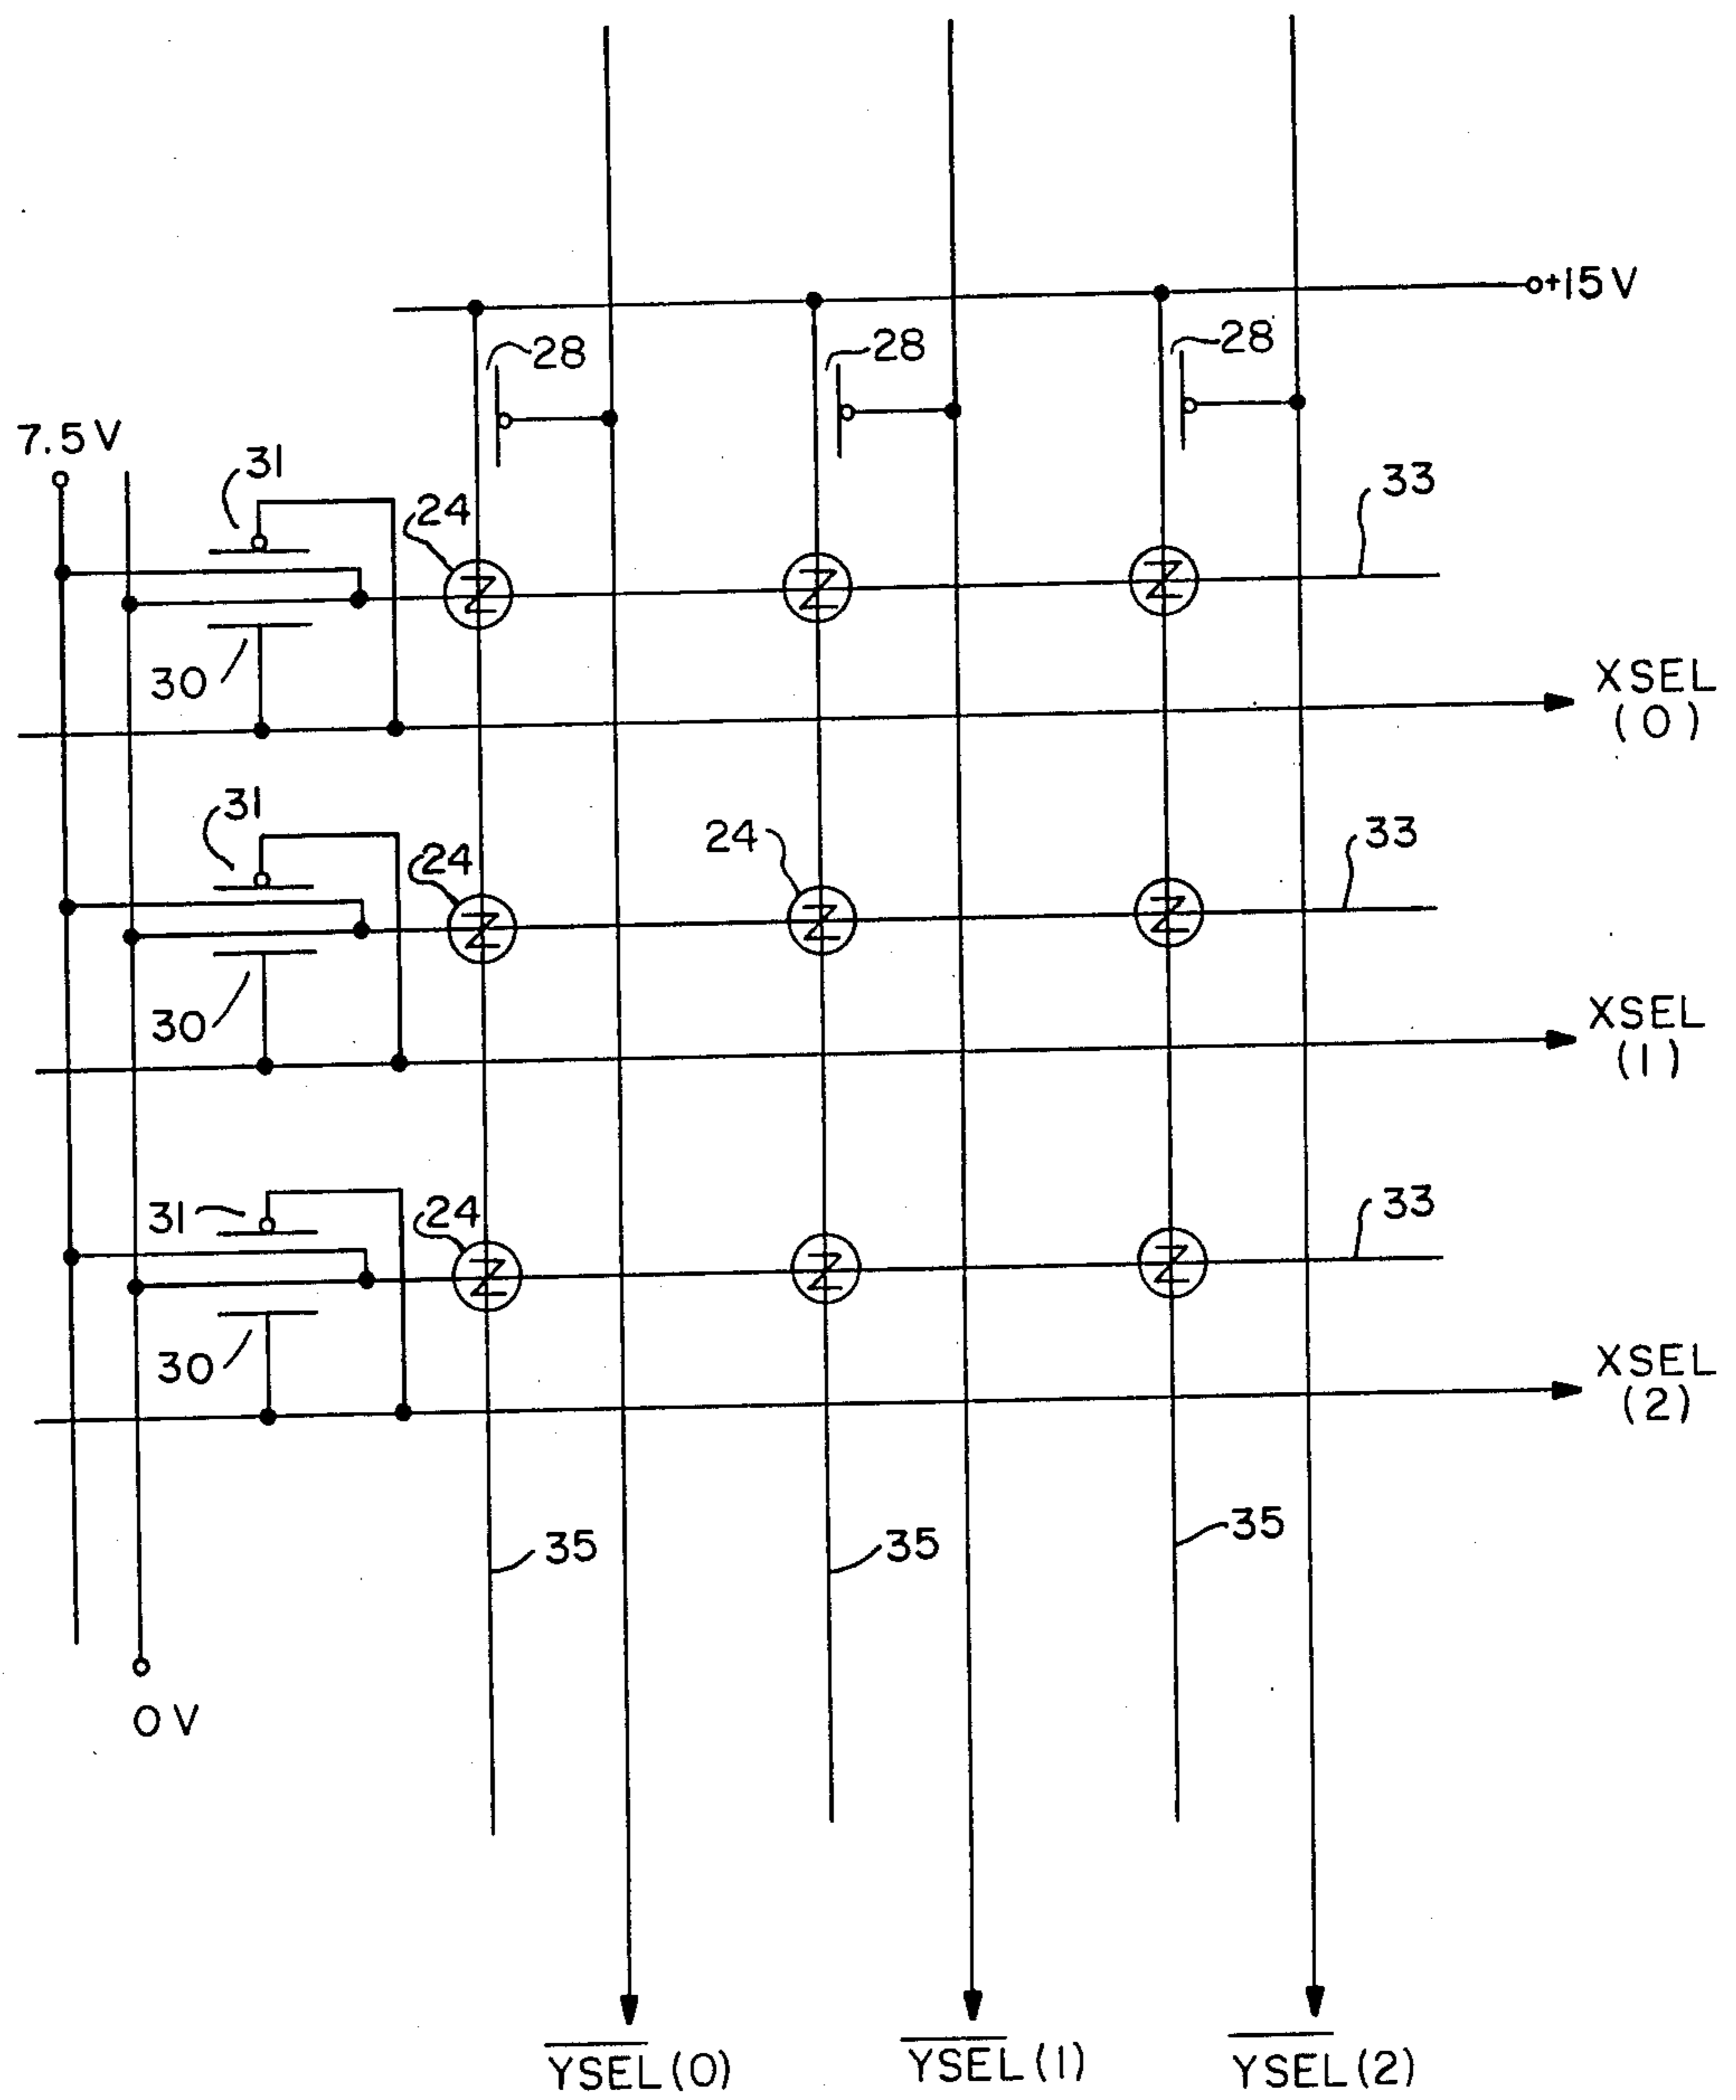 +15V
28
28
28
7.5V
31
24
33
30
XSEL
(0)
31
24
24
33
30
XSEL
(1)
31
24
33
30
XSEL
(2)
35
35
35
0V
YSEL(0)
YSEL(1)
YSEL(2)